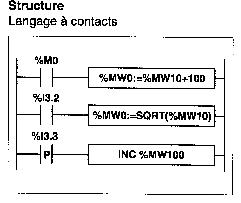 Structure
Langage à contacts
%M0
%MW0:=%MW10+100
%I3.2
%MW0:=SQRT(%MW10)
%I3.3
P
INC %MW100